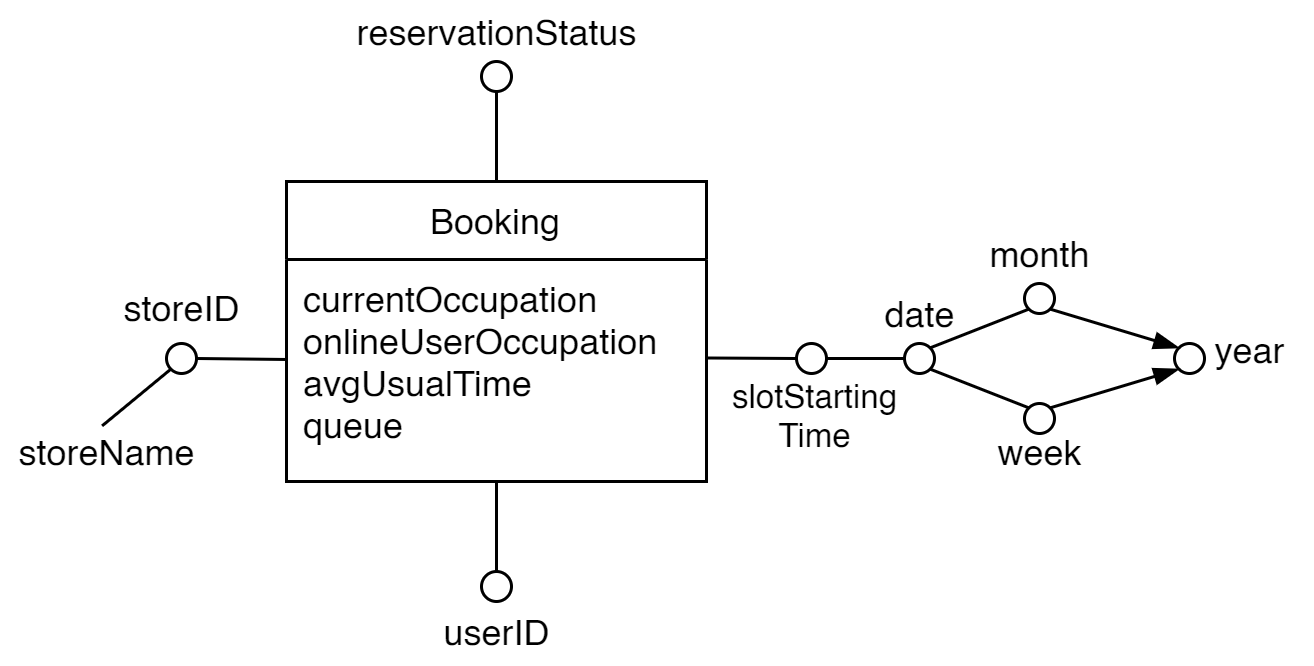 reservationStatus
Booking
currentOccupation
onlineUserOccupation
avgUsualTime
queue
storeID
storeName
userID
slotStarting
Time
date
month
week
year